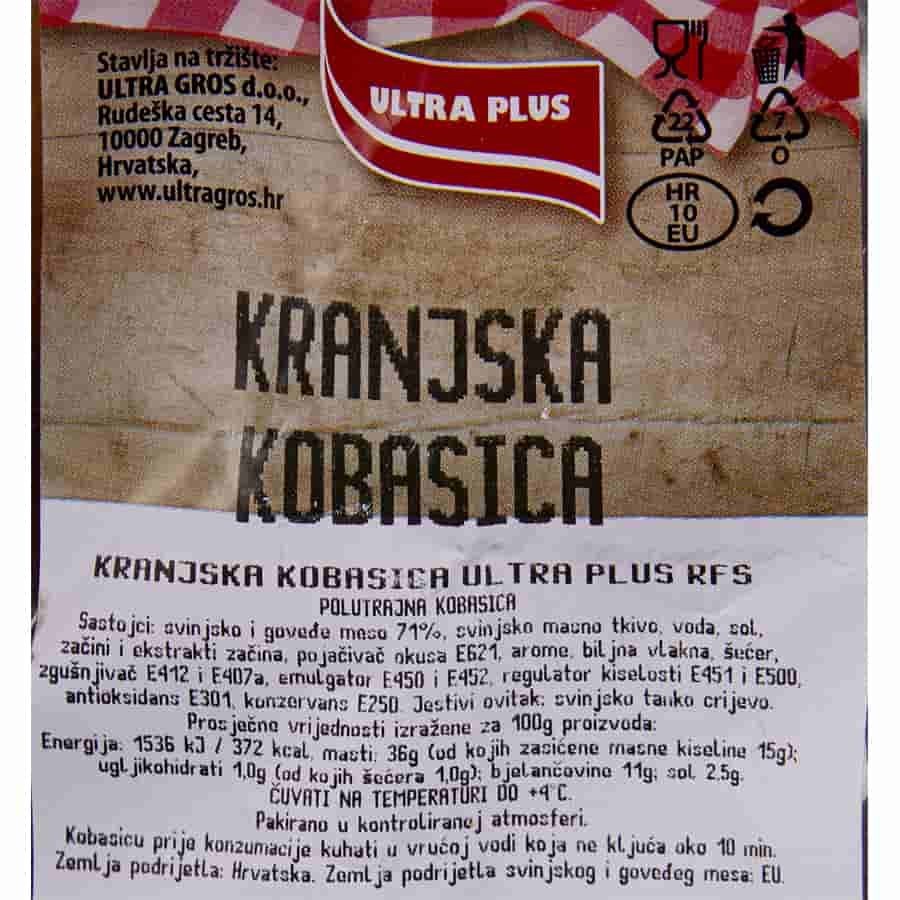 Stavlja na tržište:
ULTRA GROS d.o.o.,
Rudeška cesta 14,
10000 Zagreb,
Hrvatska,
www.ultragros.hr
ULTRA PLUS
22
PAP
7
O
HR
10
EU
KRANJSKA
KOBASICA
KRANJSKA KOBASICA ULTRA PLUS RFS
POLUTRAJNA KOBASICA
Sastojci: svinjsko i goveđe meso 71%, svinjsko masno tkivo, voda, sol,
začini i ekstrakti začina, pojačivač okusa E621, arome, biljna vlakna, šećer,
zgušnjivač E412 i E407a, emulgator E450 i E452, regulator kiselosti E451 i E500,
antioksidans E301, konzervans E250. Jestivi ovitak: svinjsko tanko crijevo.
Prosječne vrijednosti izražene za 100g proizvoda:
Energija: 1536 kJ / 372 kcal, masti: 36g (od kojih zasićene masne kiseline 15g);
ugljikohidrati 1,0g (od kojih šećera 1,0g); bjelančevine 11g; sol 2,5g.
ČUVATI NA TEMPERATURI DO +4°C.
Pakirano u kontroliranoj atmosferi.
Kobasicu prije konzumacije kuhati u vrućoj vodi koja ne ključa oko 10 min.
Zemlja podrijetla: Hrvatska. Zemlja podrijetla svinjskog i goveđeg mesa: EU.